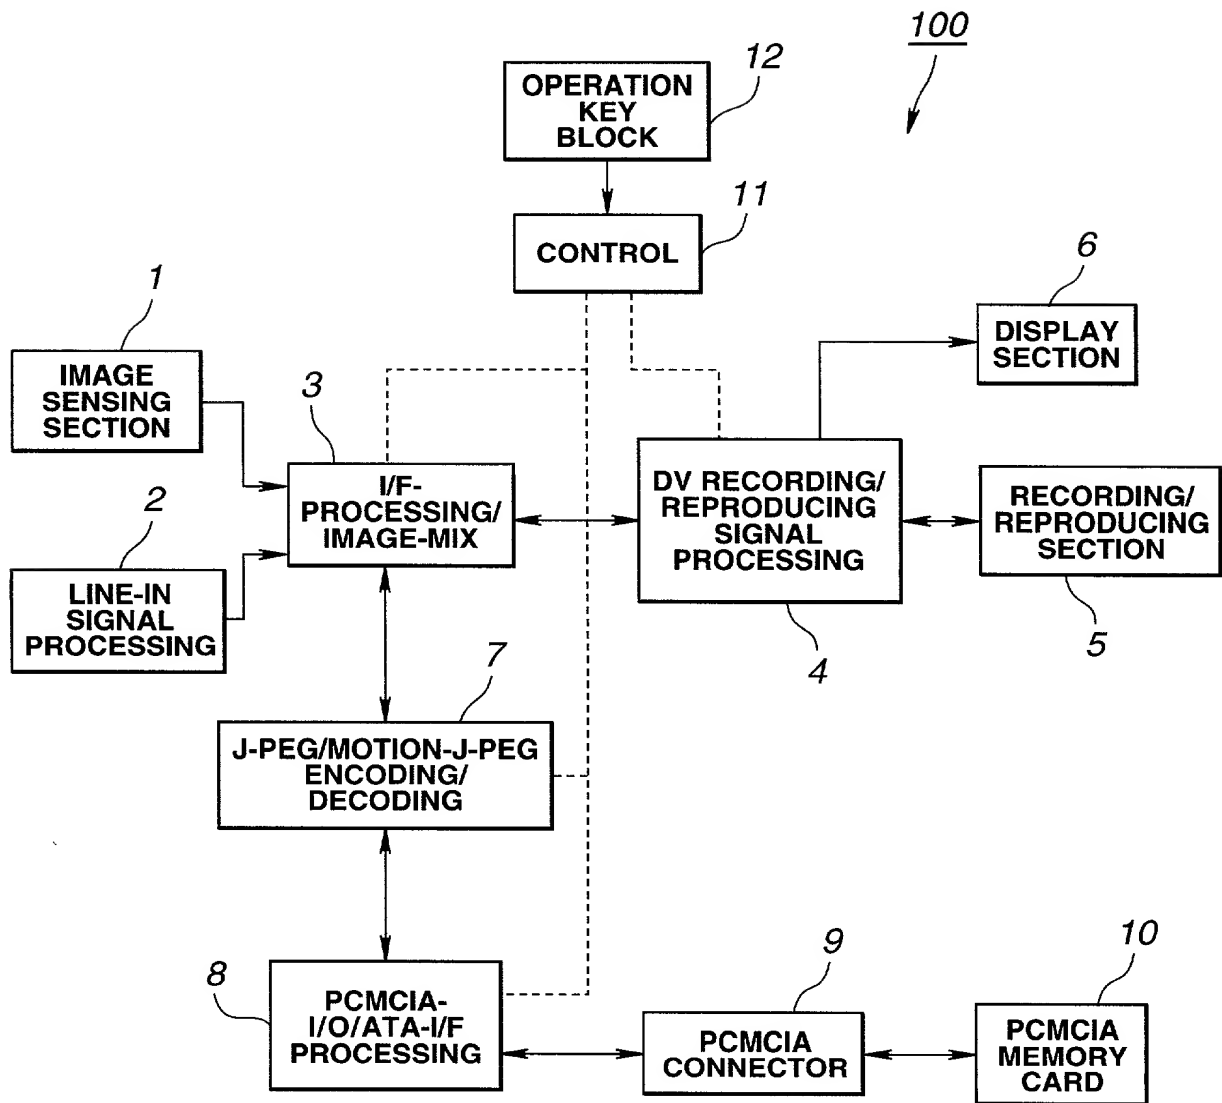 100
12
OPERATION
KEY
BLOCK
11
CONTROL
6
DISPLAY
SECTION
1
IMAGE
SENSING
SECTION
3
I/F-
PROCESSING/
IMAGE-MIX
DV RECORDING/
REPRODUCING
SIGNAL
PROCESSING
4
RECORDING/
REPRODUCING
SECTION
5
2
LINE-IN
SIGNAL
PROCESSING
7
J-PEG/MOTION-J-PEG
ENCODING/
DECODING
8
PCMCIA-
I/O/ATA-I/F
PROCESSING
9
PCMCIA
CONNECTOR
10
PCMCIA
MEMORY
CARD